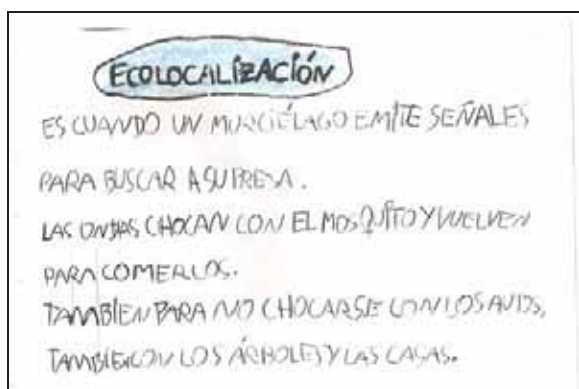 ECOLOCALIZACIÓN
ES CUANDO UN MURCIÉLAGO EMITE SEÑALES
PARA BUSCAR A SU PRESA.
LAS ONDAS CHOCAN CON EL MOSQUITO Y VUELVEN
PARA COMERLOS.
TAMBIEN PARA NO CHOCARSE CON LOS AUTOS,
TAMBIEN CON LOS ÁRBOLES Y LAS CASAS.